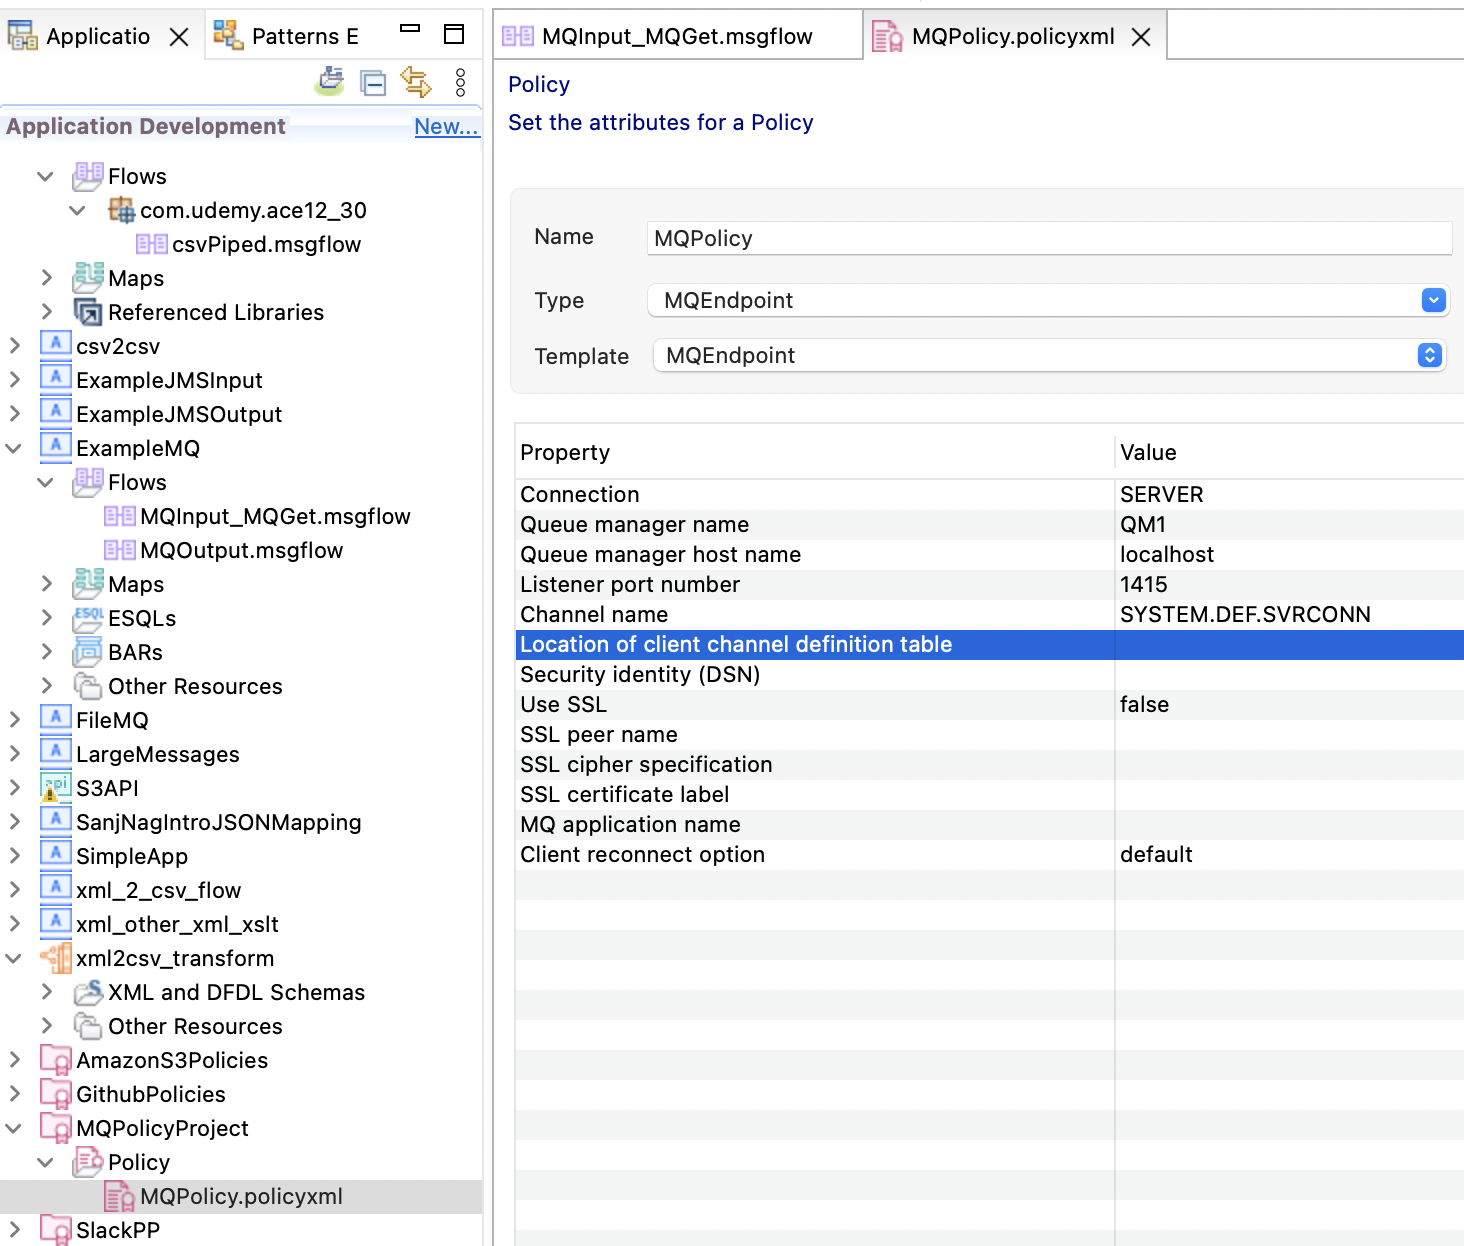 Applicatio
Patterns E
Application Development New...
Flows
com.udemy.ace12_30
csvPiped.msgflow
Maps
Referenced Libraries
A csv2csv
A ExampleJMSInput
A ExampleJMSOutput
A ExampleMQ
Flows
MQInput_MQGet.msgflow
MQOutput.msgflow
Maps
ESQL ESQLs
BARs
Other Resources
A FileMQ
A LargeMessages
api S3API
A SanjNagIntroJSONMapping
A SimpleApp
A xml_2_csv_flow
A xml_other_xml_xslt
xml2csv_transform
S XML and DFDL Schemas
Other Resources
AmazonS3Policies
GithubPolicies
MQPolicyProject
Policy
MQPolicy.policyxml
SlackPP
MQInput_MQGet.msgflow
MQPolicy.policyxml
Policy
Set the attributes for a Policy
Name MQPolicy
Type MQEndpoint
Template MQEndpoint
Property Value
Connection SERVER
Queue manager name QM1
Queue manager host name localhost
Listener port number 1415
Channel name SYSTEM.DEF.SVRCONN
Location of client channel definition table
Security identity (DSN)
Use SSL false
SSL peer name
SSL cipher specification
SSL certificate label
MQ application name
Client reconnect option default